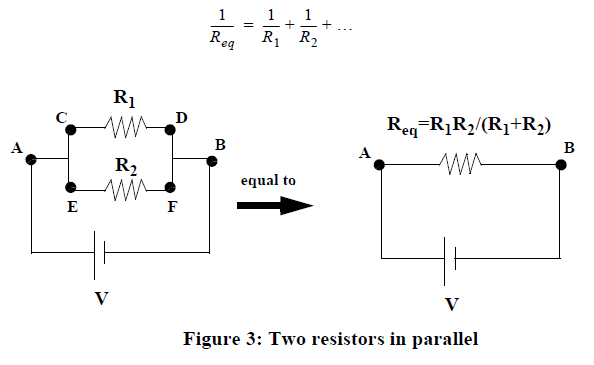 1/R_eq = 1/R_1 + 1/R_2 + ...
R1
C D
A B
R2
E F
V
equal to
Req=R1R2/(R1+R2)
A B
V
Figure 3: Two resistors in parallel